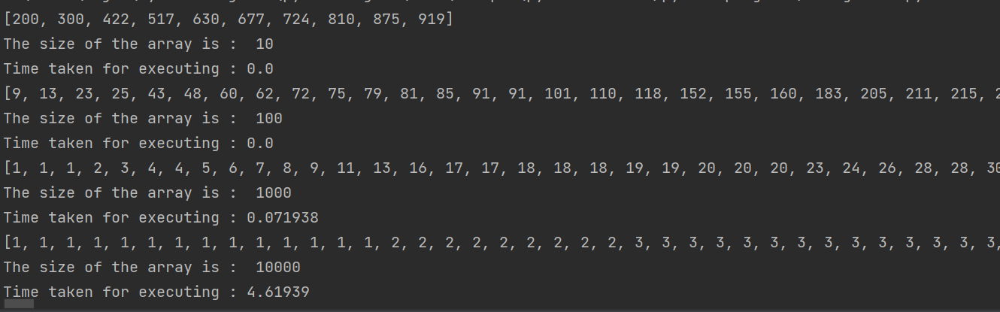 [200, 300, 422, 517, 630, 677, 724, 810, 875, 919]
The size of the array is :  10
Time taken for executing : 0.0
[9, 13, 23, 25, 43, 48, 60, 62, 72, 75, 79, 81, 85, 91, 91, 101, 110, 118, 152, 155, 160, 183, 205, 211, 215,
The size of the array is :  100
Time taken for executing : 0.0
[1, 1, 1, 2, 3, 4, 4, 5, 6, 7, 8, 9, 11, 13, 16, 17, 17, 18, 18, 18, 19, 19, 20, 20, 20, 23, 24, 26, 28, 28, 30
The size of the array is :  1000
Time taken for executing : 0.071938
[1, 1, 1, 1, 1, 1, 1, 1, 1, 1, 1, 1, 1, 1, 2, 2, 2, 2, 2, 2, 2, 2, 2, 3, 3, 3, 3, 3, 3, 3, 3, 3, 3, 3, 3, 3, 3,
The size of the array is :  10000
Time taken for executing : 4.61939